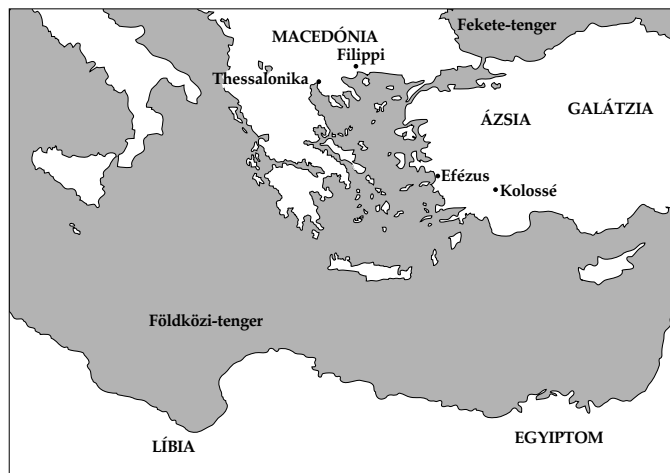 Fekete-tenger
MACEDÓNIA
Filippi
Thessalonika
GALÁTZIA
ÁZSIA
Efézus
Kolossé
Földközi-tenger
LÍBIA
EGYIPTOM